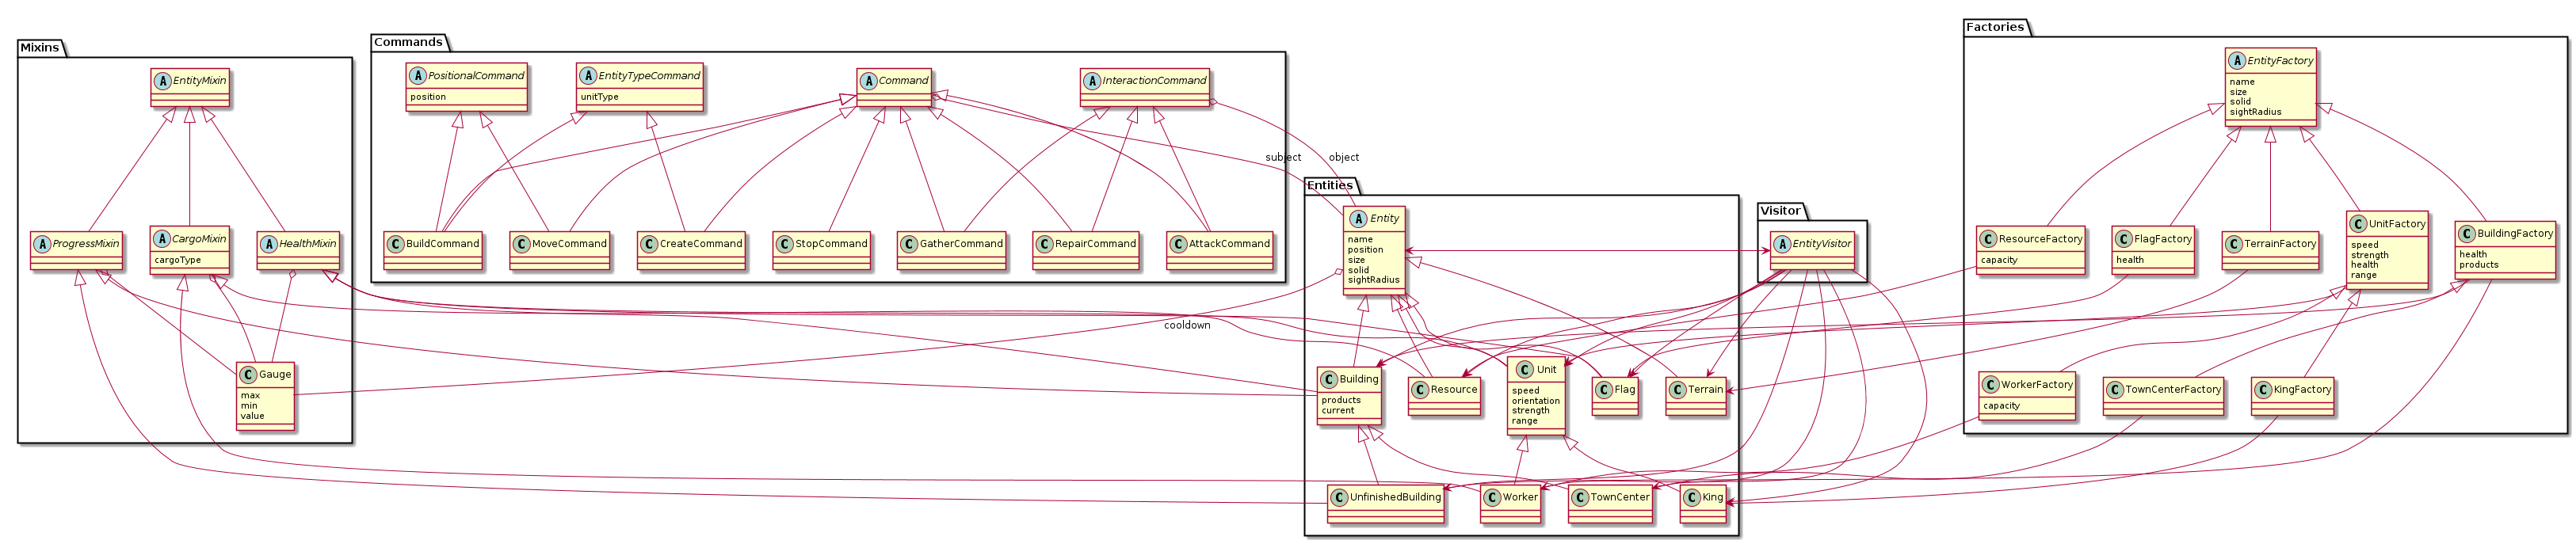 Mixins
A EntityMixin
A ProgressMixin
A CargoMixin
cargoType
A HealthMixin
C Gauge
max
min
value
Commands
A PositionalCommand
position
A EntityTypeCommand
unitType
A Command
A InteractionCommand
C BuildCommand
C MoveCommand
C CreateCommand
C StopCommand
C GatherCommand
C RepairCommand
C AttackCommand
subject
object
cooldown
Entities
A Entity
name
position
size
solid
sightRadius
C Building
products
current
C Resource
C Unit
speed
orientation
strength
range
C Flag
C Terrain
C UnfinishedBuilding
C Worker
C TownCenter
C King
Visitor
A EntityVisitor
Factories
A EntityFactory
name
size
solid
sightRadius
C ResourceFactory
capacity
C FlagFactory
health
C TerrainFactory
C UnitFactory
speed
strength
health
range
C BuildingFactory
health
products
C WorkerFactory
capacity
C TownCenterFactory
C KingFactory